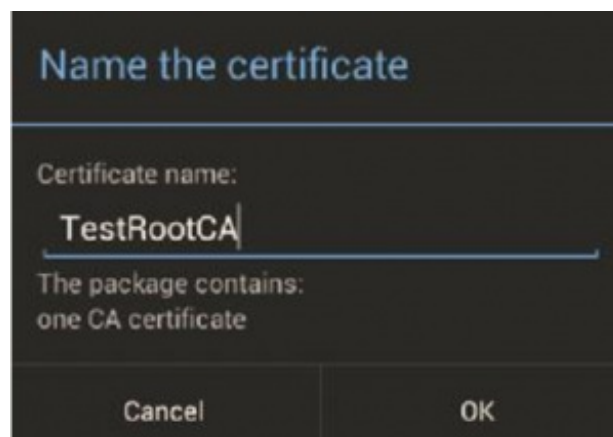 Name the certificate
Certificate name:
TestRootCA
The package contains:
one CA certificate
Cancel
OK